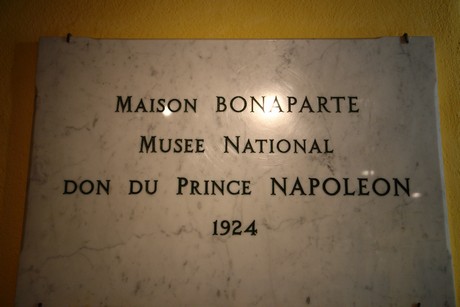 Maison BONAPARTE
Musee National
don du Prince NAPOLEON
1924